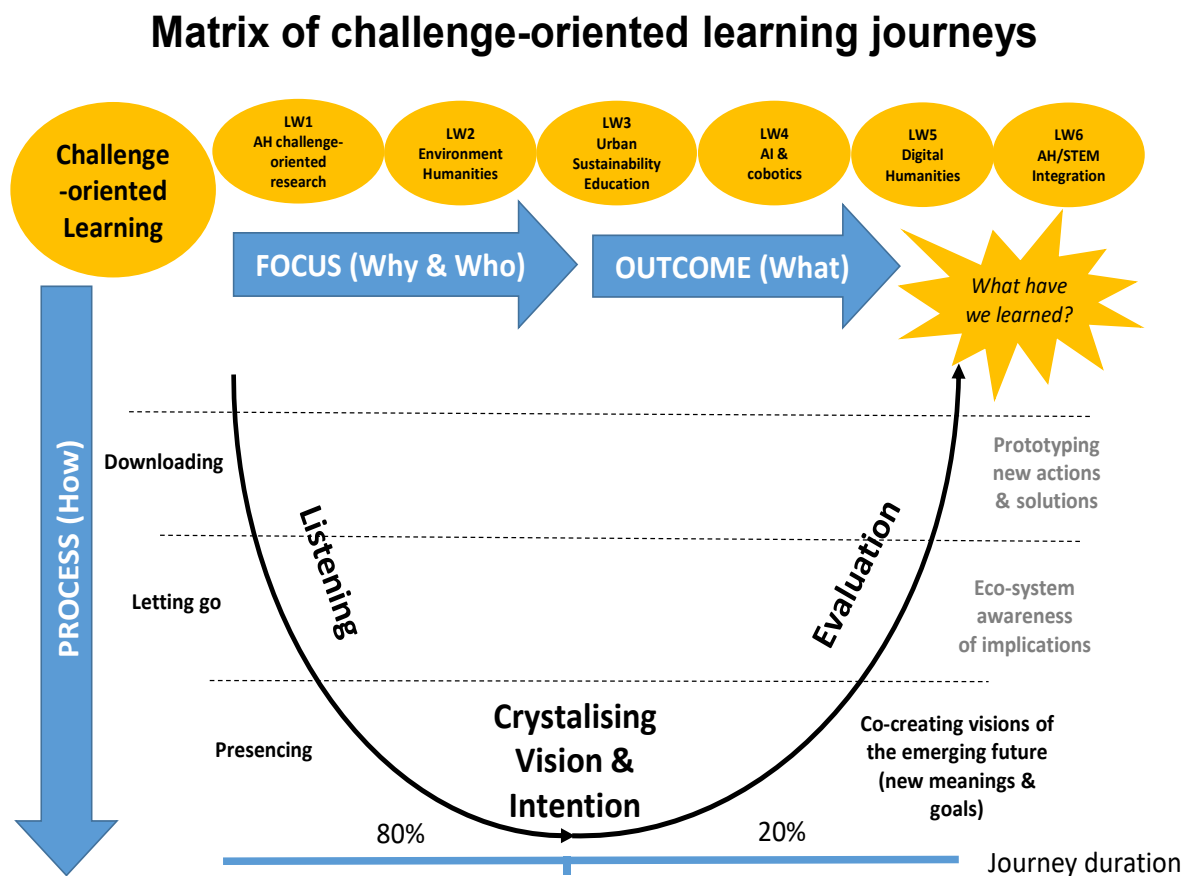 Matrix of challenge-oriented learning journeys
Challenge
-oriented
Learning
LW1
AH challenge-
oriented
research
LW2
Environment
Humanities
LW3
Urban
Sustainability
Education
LW4
AI &
cobotics
LW5
Digital
Humanities
LW6
AH/STEM
Integration
FOCUS (Why & Who)
OUTCOME (What)
What have
we learned?
PROCESS (How)
Downloading
Listening
Evaluation
Prototyping
new actions
& solutions
Letting go
Eco-system
awareness
of implications
Presencing
Crystalising
Vision &
Intention
Co-creating visions of
the emerging future
(new meanings &
goals)
80%
20%
Journey duration